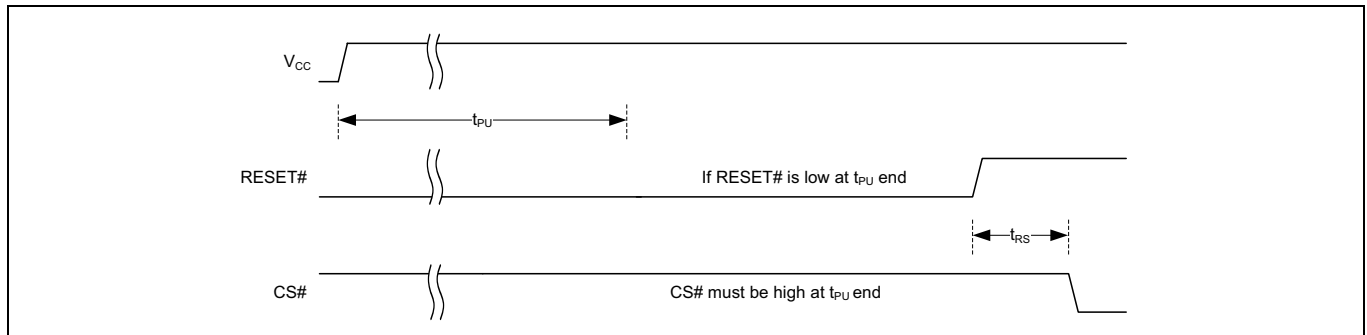 VCC
tPU
RESET#
If RESET# is low at tPU end
tRS
CS#
CS# must be high at tPU end